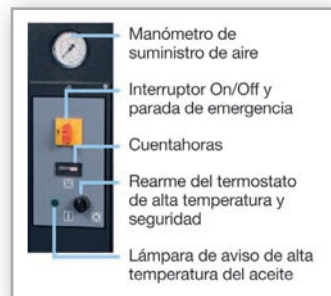 Manómetro de
suministro de aire
Interruptor On/Off y
parada de emergencia
Cuentahoras
Rearme del termostato
de alta temperatura y
seguridad
Lámpara de aviso de alta
temperatura del aceite